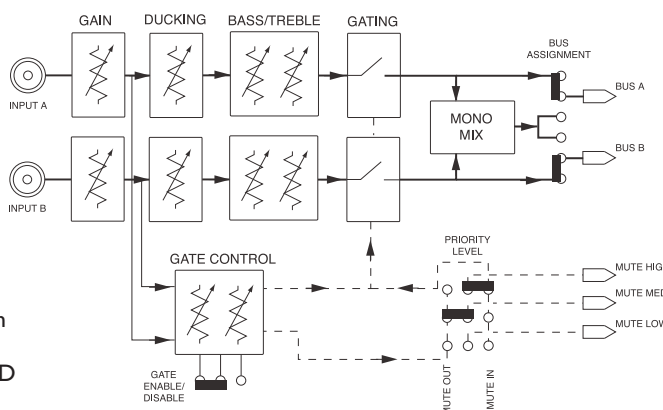 GAIN
DUCKING
BASS/TREBLE
GATING
BUS
ASSIGNMENT
INPUT A
BUS A
MONO
MIX
BUS B
INPUT B
PRIORITY
LEVEL
GATE CONTROL
MUTE HIG
MUTE MED
MUTE LOW
GATE
ENABLE/
DISABLE
MUTE OUT
MUTE IN
n
D